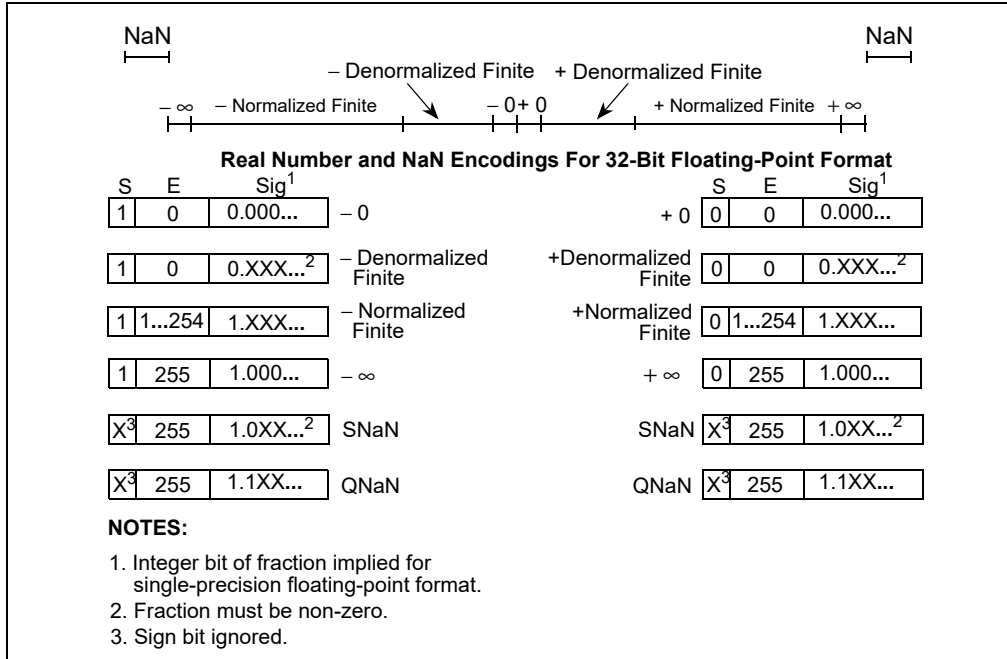 NaN NaN
− Denormalized Finite + Denormalized Finite
− ∞ − Normalized Finite − 0 + 0 + Normalized Finite + ∞
Real Number and NaN Encodings For 32-Bit Floating-Point Format
S E Sig1 S E Sig1
1 0 0.000... − 0 + 0 0 0 0.000...
1 0 0.XXX...2 − Denormalized Finite +Denormalized Finite 0 0 0.XXX...2
1 1...254 1.XXX... − Normalized Finite +Normalized Finite 0 1...254 1.XXX...
1 255 1.000... − ∞ + ∞ 0 255 1.000...
X3 255 1.0XX...2 SNaN SNaN X3 255 1.0XX...2
X3 255 1.1XX... QNaN QNaN X3 255 1.1XX...
NOTES:
1. Integer bit of fraction implied for
single-precision floating-point format.
2. Fraction must be non-zero.
3. Sign bit ignored.